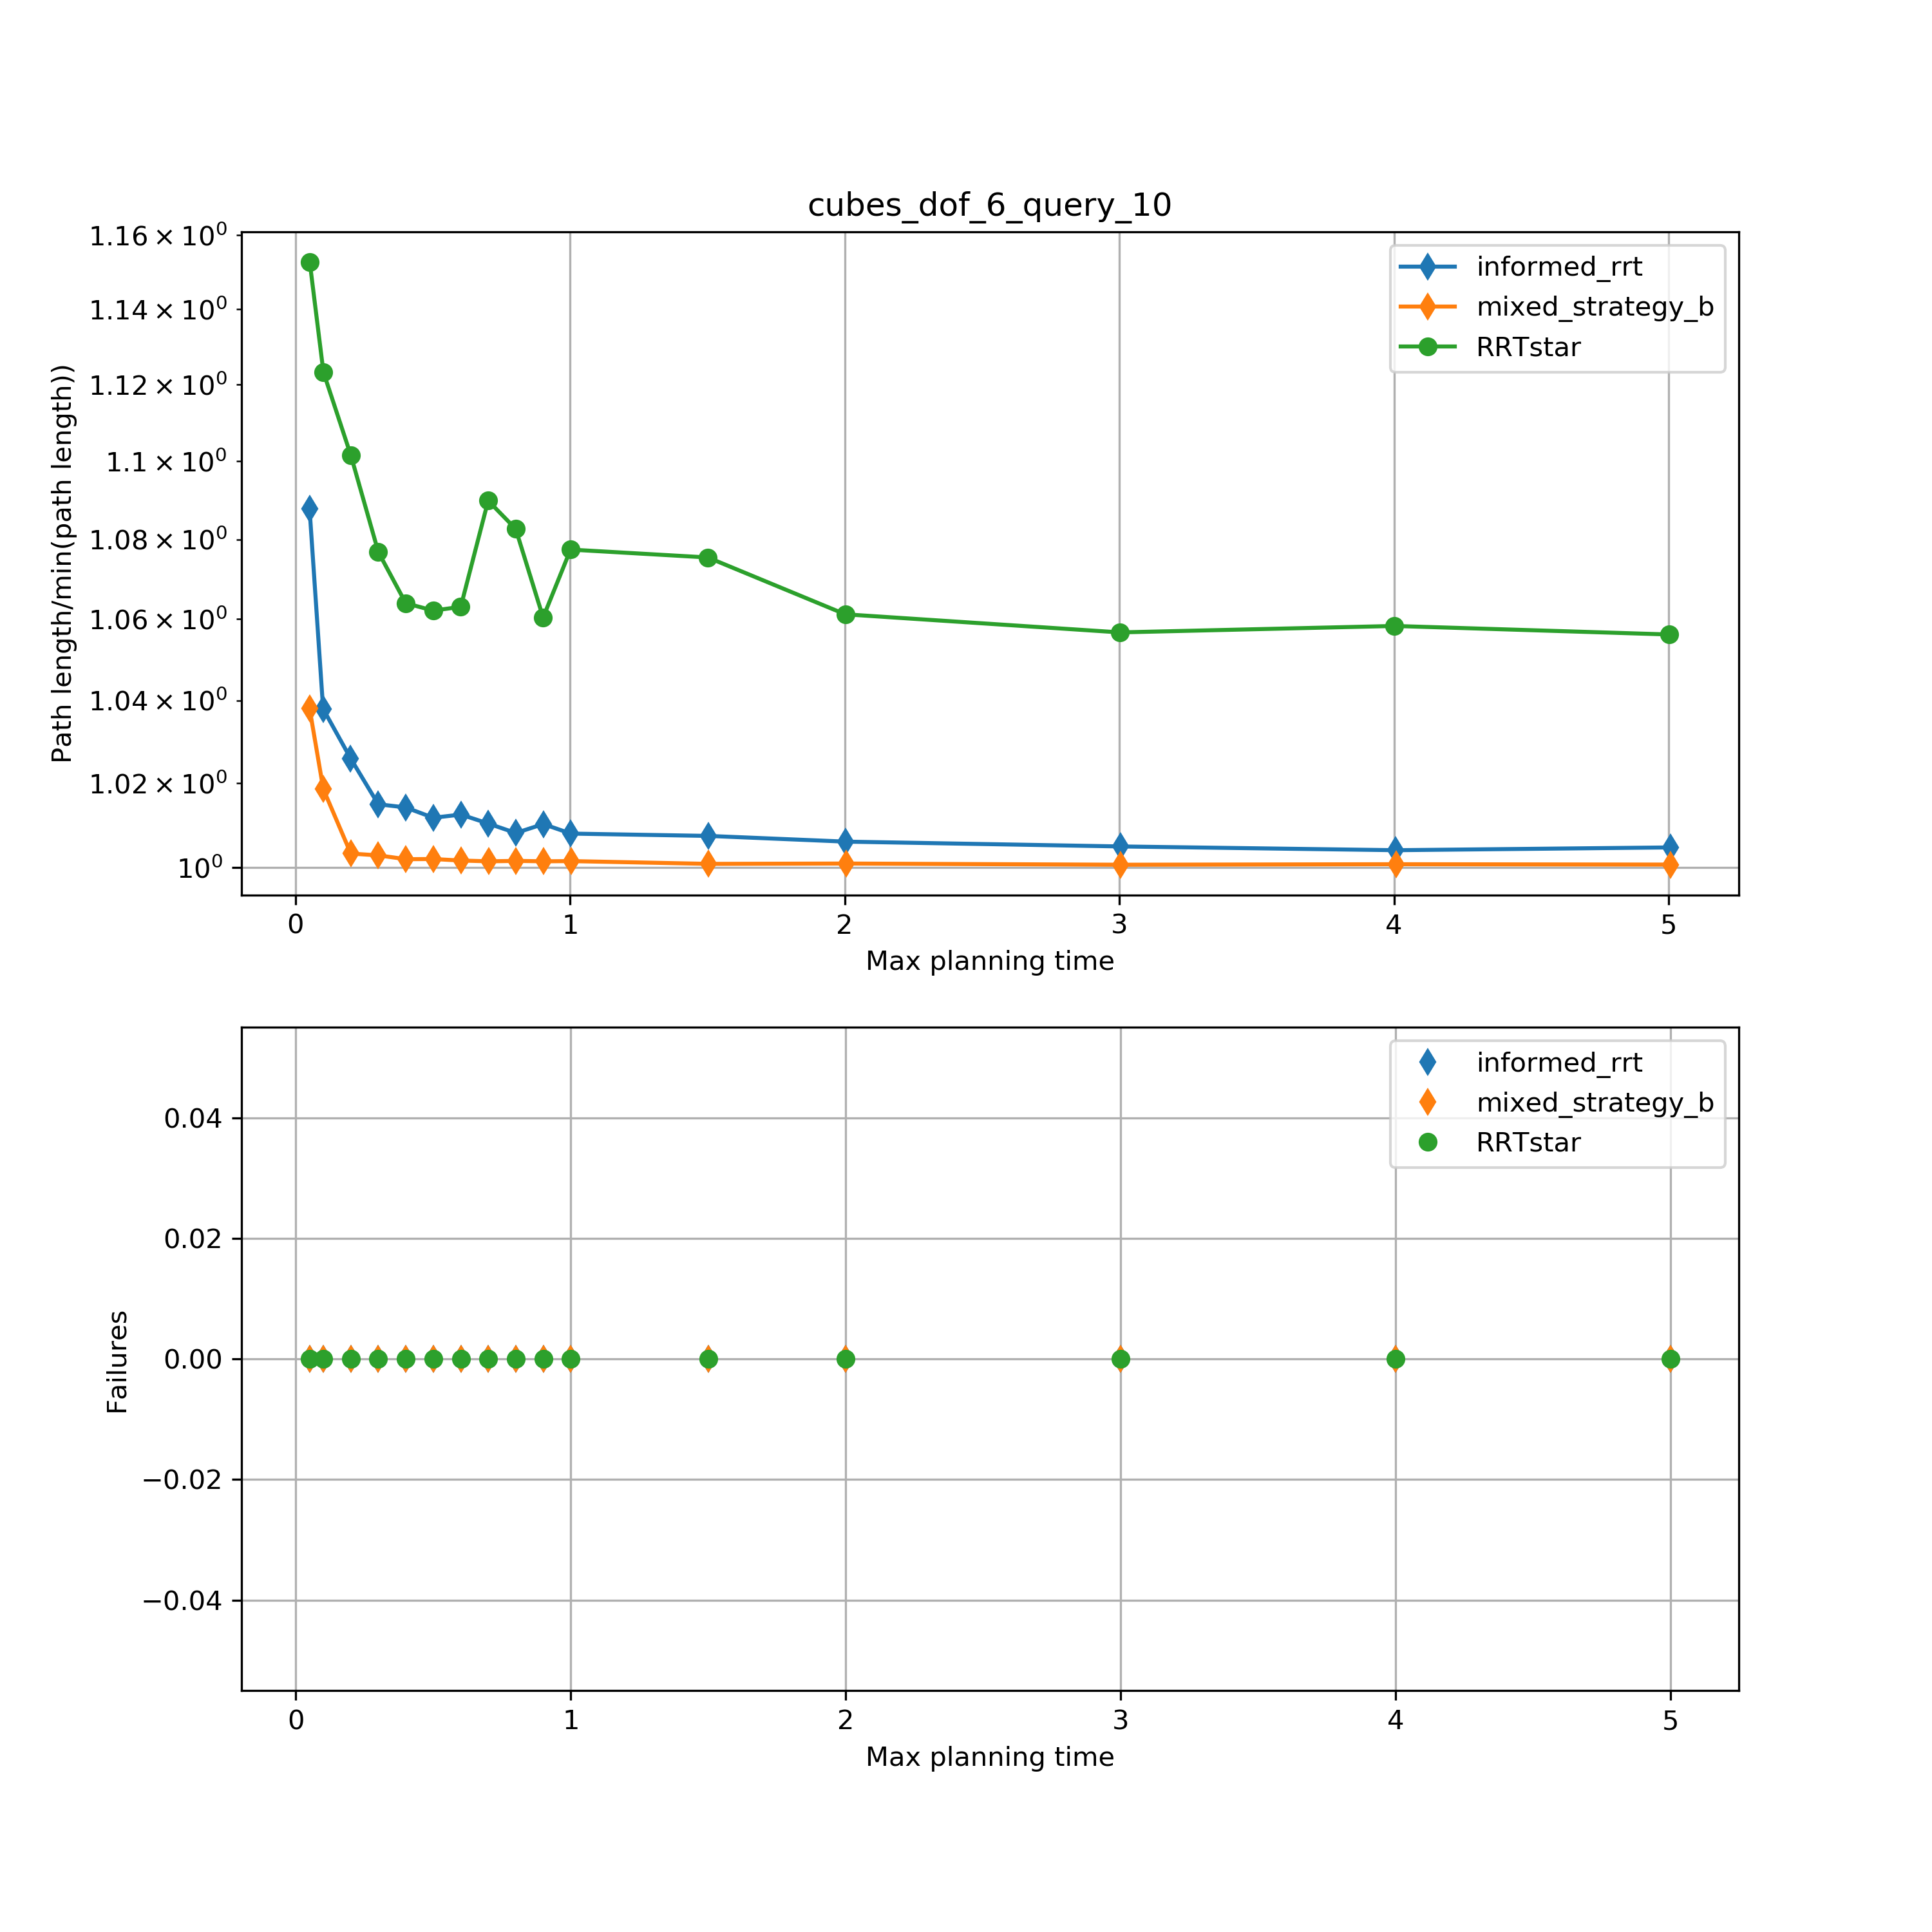 cubes_dof_6_query_10
Path length/min(path length))
1.16 × 10⁰
1.14 × 10⁰
1.12 × 10⁰
1.1 × 10⁰
1.08 × 10⁰
1.06 × 10⁰
1.04 × 10⁰
1.02 × 10⁰
10⁰
informed_rrt
mixed_strategy_b
RRTstar
0 1 2 3 4 5
Max planning time
Failures
0.04
0.02
0.00
−0.02
−0.04
informed_rrt
mixed_strategy_b
RRTstar
0 1 2 3 4 5
Max planning time